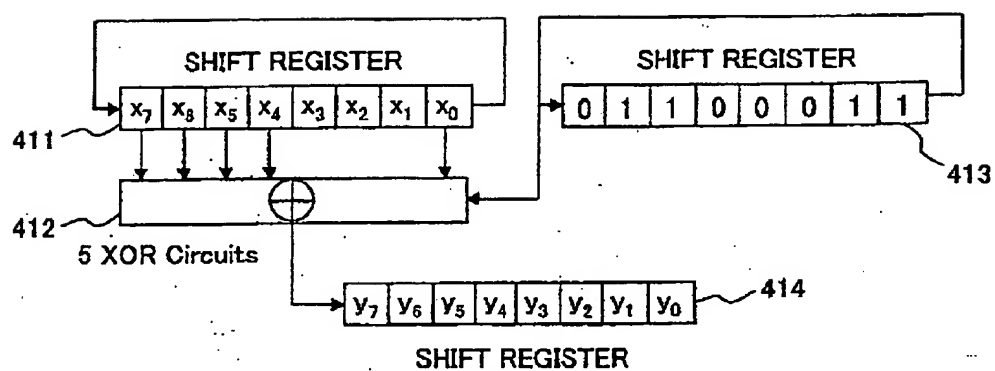 SHIFT REGISTER
SHIFT REGISTER
x7 x8 x5 x4 x3 x2 x1 x0
0 1 1 0 0 0 1 1
411
413
412
5 XOR Circuits
y7 y6 y5 y4 y3 y2 y1 y0
414
SHIFT REGISTER